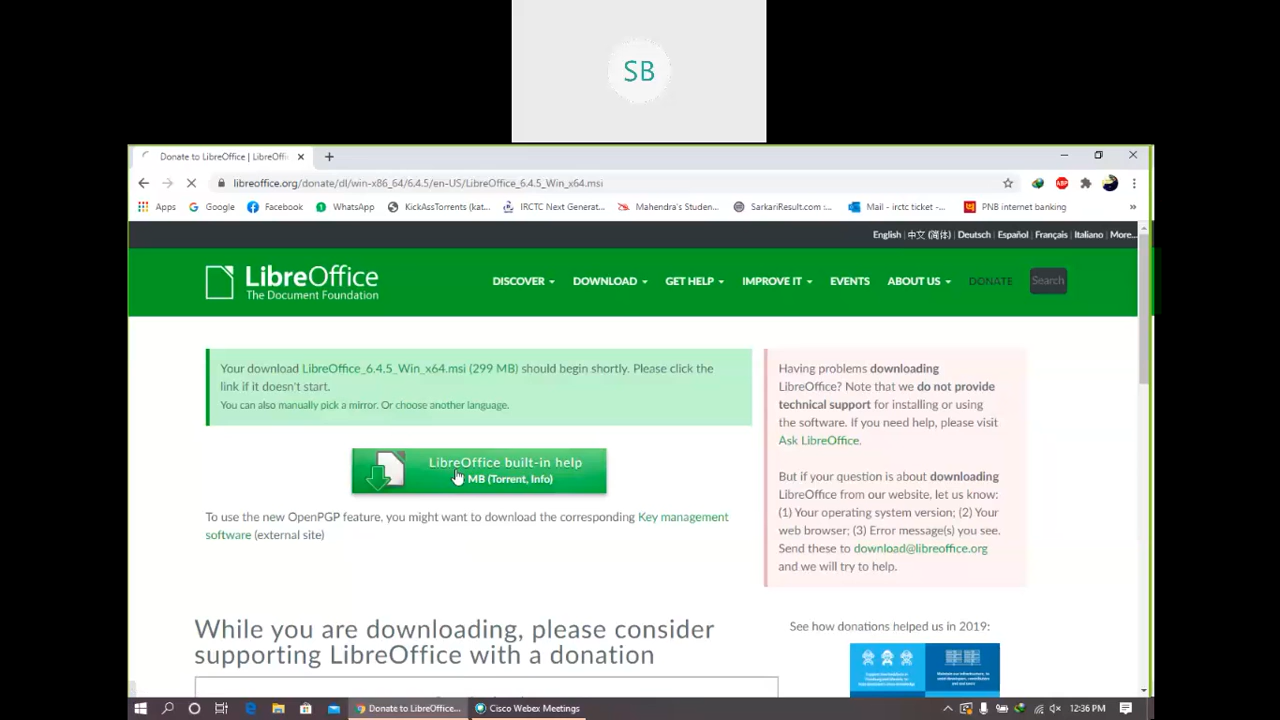 SB
Donate to LibreOffice | LibreOffi
libreoffice.org/donate/dl/win-x86_64/6.4.5/en-US/LibreOffice_6.4.5_Win_x64.msi
ABP
Apps Google Facebook WhatsApp KickAssTorrents (kat... IRCTC Next Generat... Mahendra's Studen... SarkariResult.com :... Mail - irctc ticket -... PNB internet banking »
English | 中文 (简体) | Deutsch | Español | Français | Italiano | More...
LibreOffice
The Document Foundation
DISCOVER DOWNLOAD GET HELP IMPROVE IT EVENTS ABOUT US DONATE Search
Your download LibreOffice_6.4.5_Win_x64.msi (299 MB) should begin shortly. Please click the
link if it doesn't start.
You can also manually pick a mirror. Or choose another language.
LibreOffice built-in help
MB (Torrent, Info)
To use the new OpenPGP feature, you might want to download the corresponding Key management
software (external site)
Having problems downloading
LibreOffice? Note that we do not provide
technical support for installing or using
the software. If you need help, please visit
Ask LibreOffice.
But if your question is about downloading
LibreOffice from our website, let us know:
(1) Your operating system version; (2) Your
web browser; (3) Error message(s) you see.
Send these to download@libreoffice.org
and we will try to help.
While you are downloading, please consider
supporting LibreOffice with a donation
See how donations helped us in 2019:
Donate to LibreOffice... Cisco Webex Meetings 12:36 PM